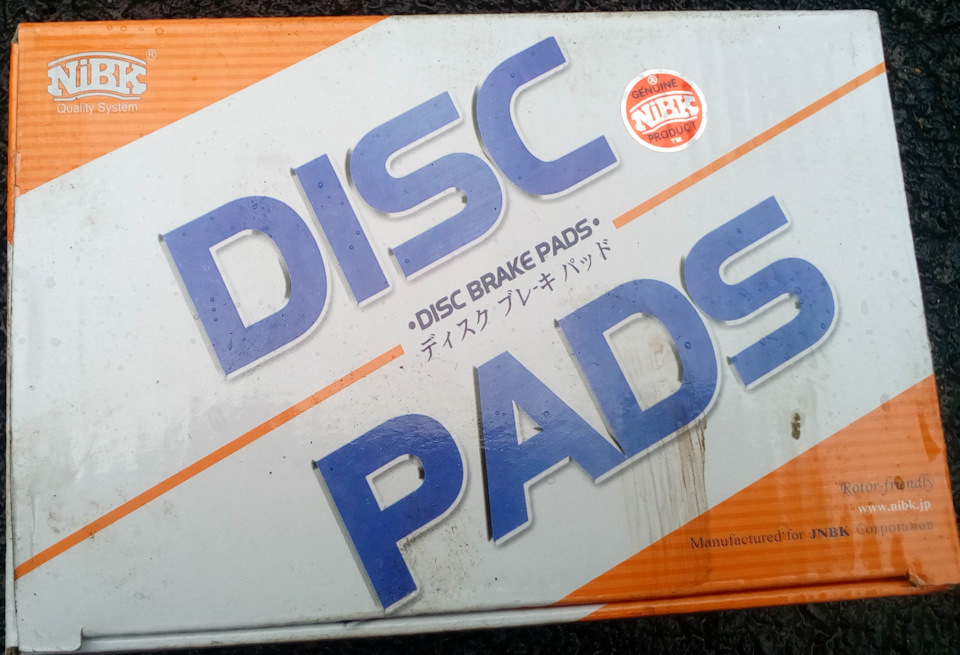 NiBK®
Quality System
DISC
GENUINE
®
NiBK
PRODUCT
TM
•DISC BRAKE PADS•
ディスク ブレーキ パッド
PADS
Rotor-friendly
www.nibk.jp
Manufactured for JNBK Corporation